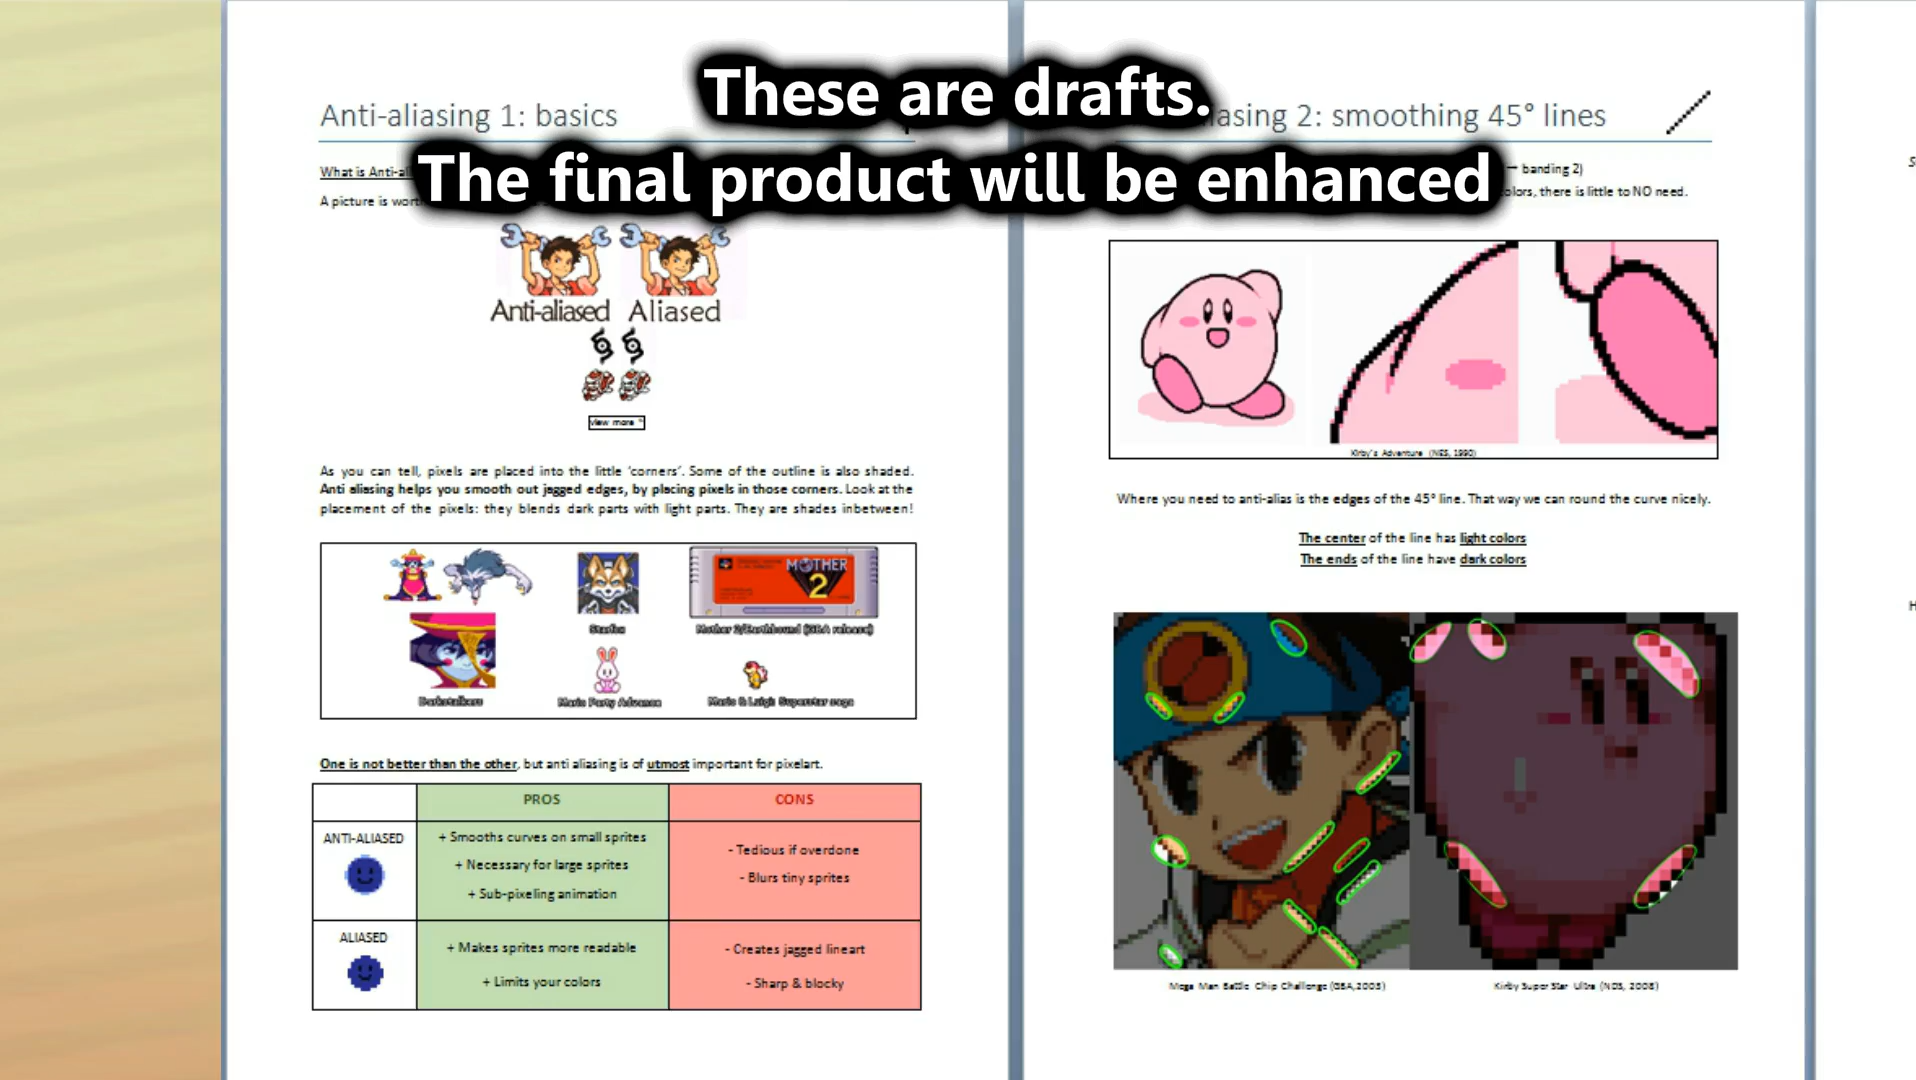 These are drafts.
The final product will be enhanced
Anti-aliasing 1: basics
What is Anti-al
A picture is wort
Anti-aliased Aliased
view more
As you can tell, pixels are placed into the little 'corners'. Some of the outline is also shaded.
Anti aliasing helps you smooth out jagged edges, by placing pixels in those corners. Look at the
placement of the pixels: they blends dark parts with light parts. They are shades inbetween!
MOTHER
2
Starfox
Mother 2/Earthbound (GBA release)
Darkstalkers
Mario Party Advance
Mario & Luigi: Superstar saga
One is not better than the other, but anti aliasing is of utmost important for pixelart.
PROS CONS
ANTI-ALIASED
+ Smooths curves on small sprites
+ Necessary for large sprites
+ Sub-pixeling animation
- Tedious if overdone
- Blurs tiny sprites
ALIASED
+ Makes sprites more readable
+ Limits your colors
- Creates jagged lineart
- Sharp & blocky
iasing 2: smoothing 45° lines
– banding 2)
olors, there is little to NO need.
Kirby's Adventure (NES, 1990)
Where you need to anti-alias is the edges of the 45° line. That way we can round the curve nicely.
The center of the line has light colors
The ends of the line have dark colors
Mega Man Battle Chip Challenge (GBA,2003)
Kirby Super Star Ultra (NDS, 2008)
S
H